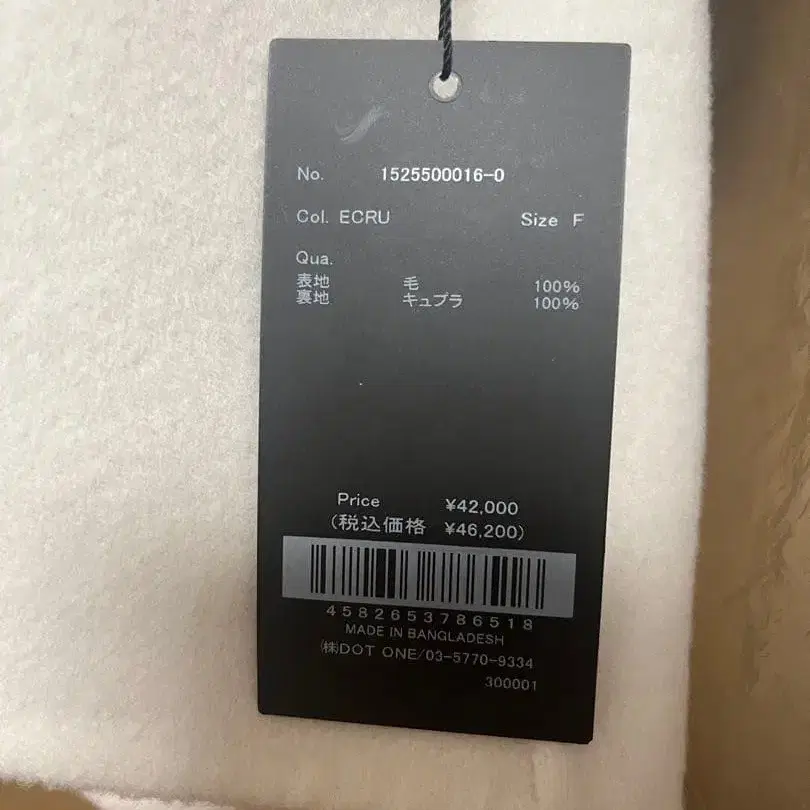 No. 1525500016-0
Col. ECRU Size F
Qua.
表地 毛 100%
裏地 キュプラ 100%
Price ¥42,000
(税込価格 ¥46,200)
4582653786518
MADE IN BANGLADESH
㈱DOT ONE/03-5770-9334
300001